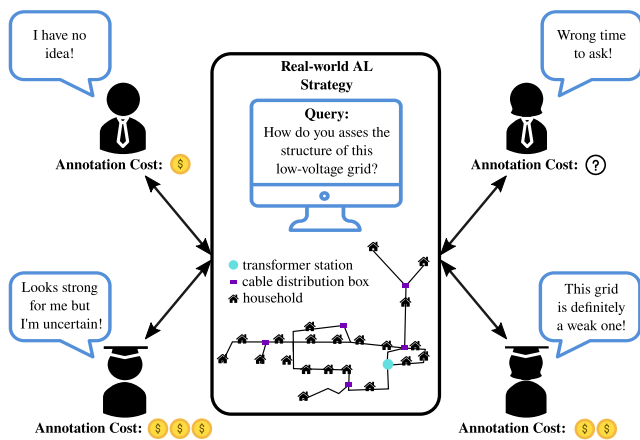 I have no
idea!
Annotation Cost: $
Real-world AL
Strategy
Query:
How do you asses the
structure of this
low-voltage grid?
Wrong time
to ask!
Annotation Cost: ?
transformer station
cable distribution box
household
Looks strong
for me but
I'm uncertain!
Annotation Cost: $ $ $
This grid
is definitely
a weak one!
Annotation Cost: $ $